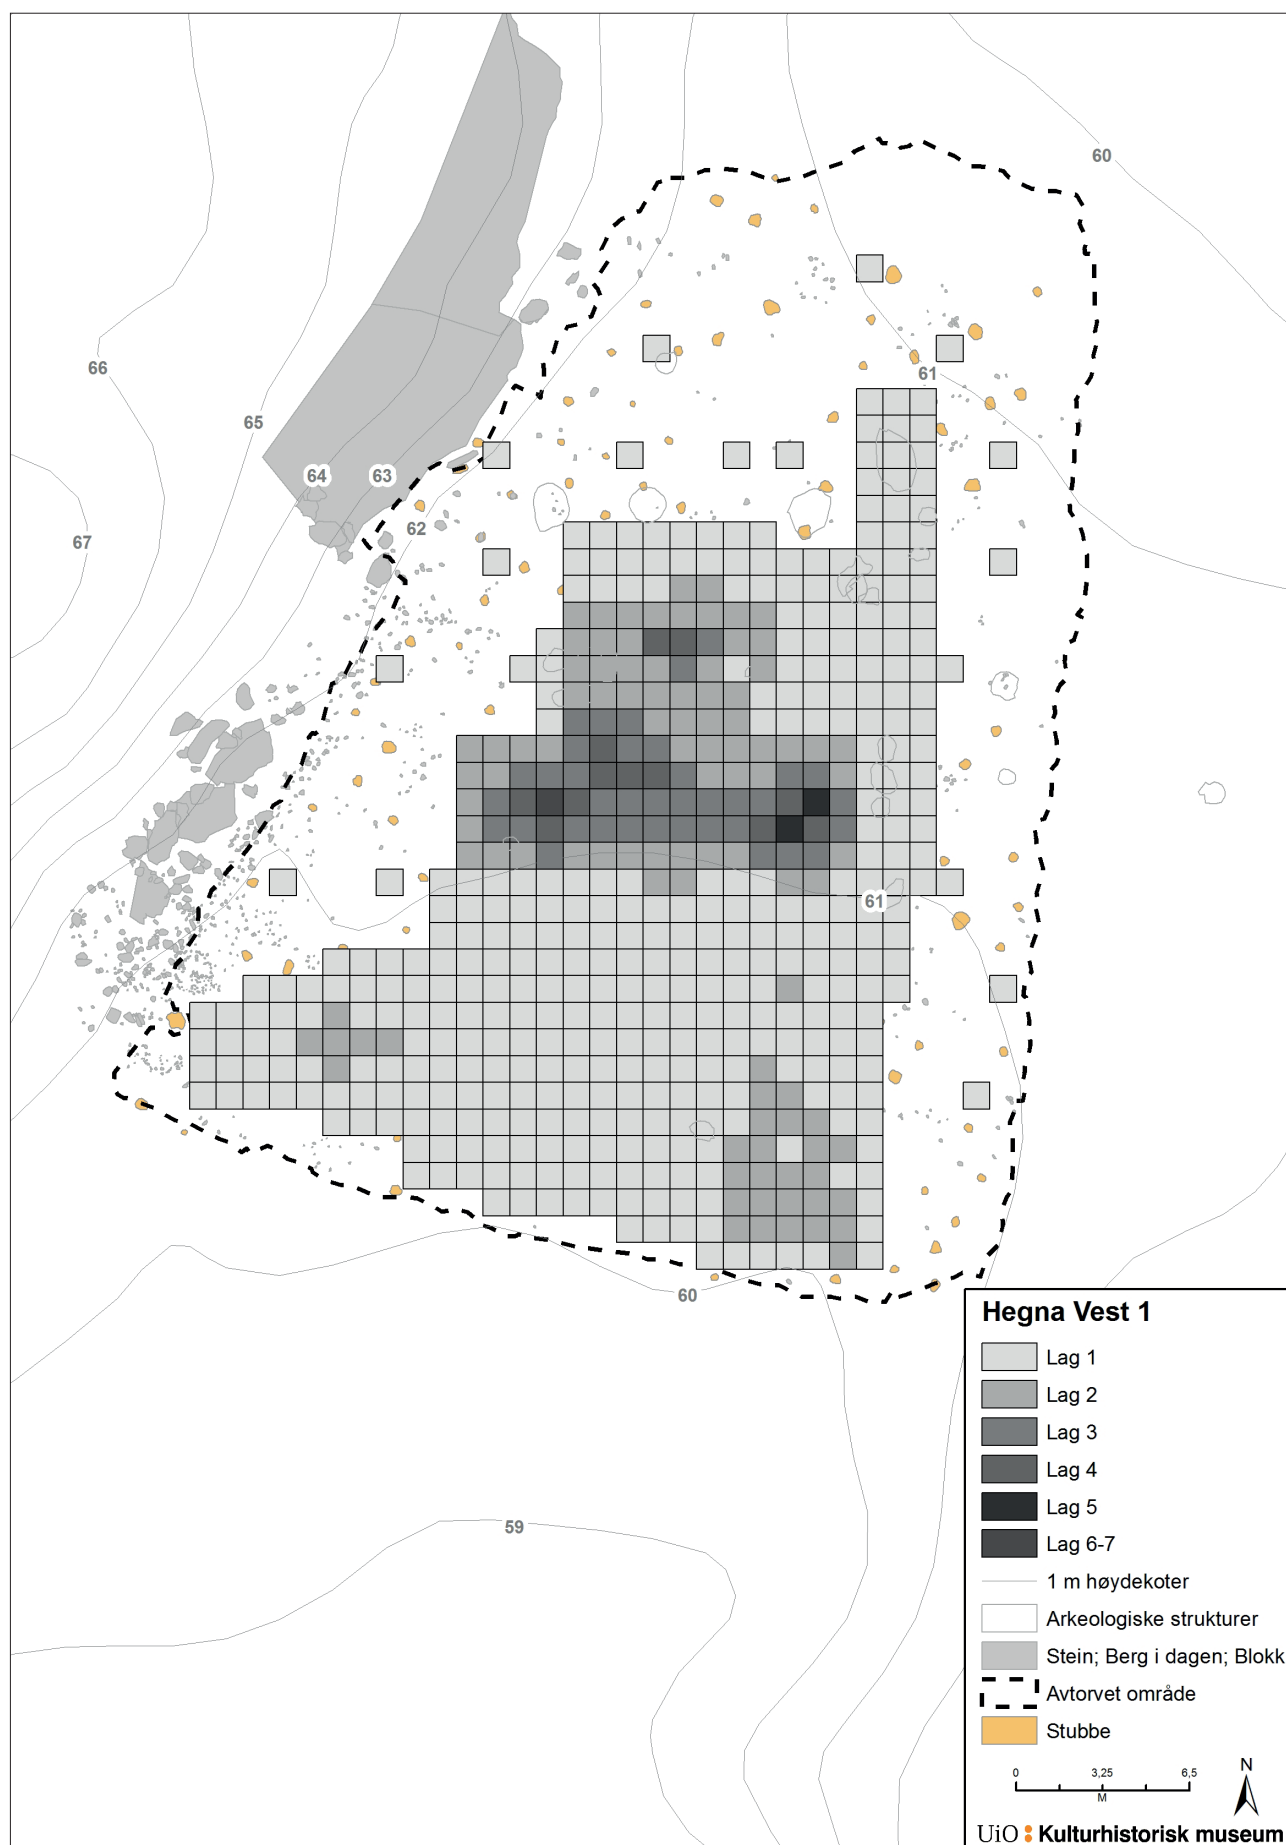 60
66
61
65
64
63
62
67
61
60
59
Hegna Vest 1
Lag 1
Lag 2
Lag 3
Lag 4
Lag 5
Lag 6-7
1 m høydekoter
Arkeologiske strukturer
Stein; Berg i dagen; Blokk
Avtorvet område
Stubbe
0 3,25 6,5
M
N
UiO Kulturhistorisk museum